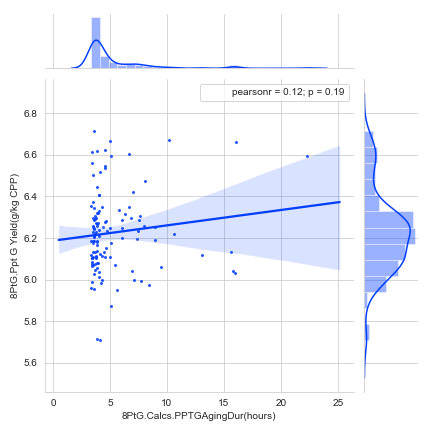 pearsonr = 0.12; p = 0.19
8PtG.Ppt G Yield(g/kg CPP)
6.8
6.6
6.4
6.2
6.0
5.8
5.6
0 5 10 15 20 25
8PtG.Calcs.PPTGAgingDur(hours)